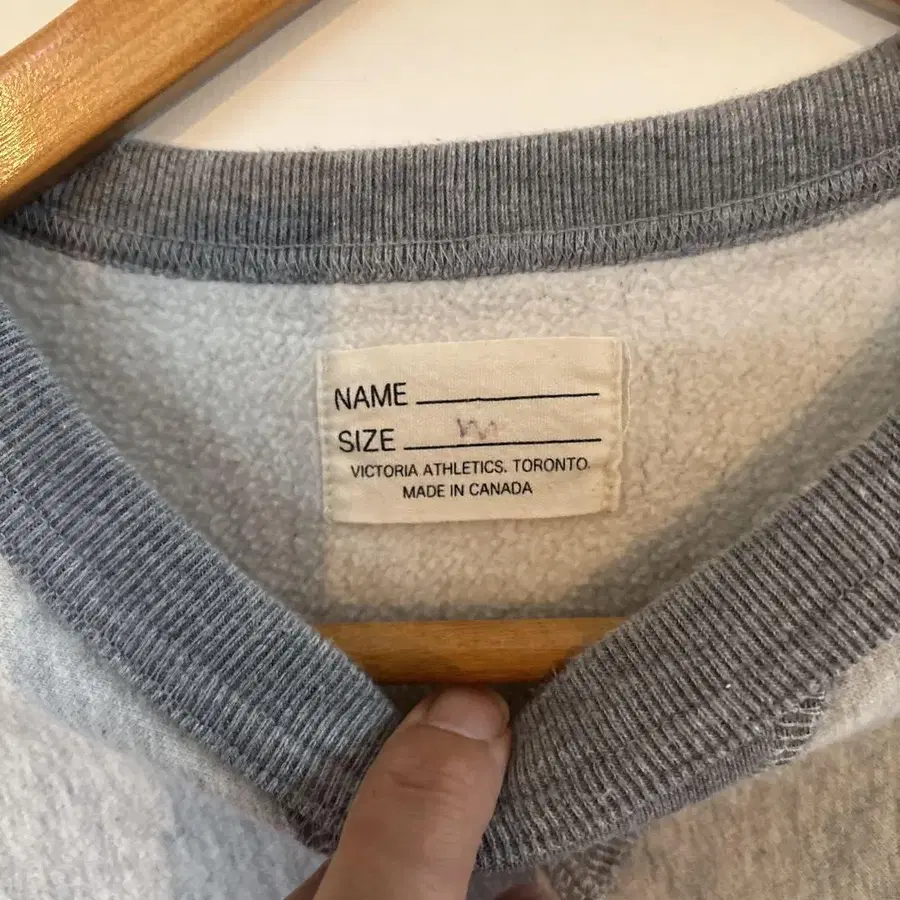 NAME
SIZE m
VICTORIA ATHLETICS. TORONTO.
MADE IN CANADA